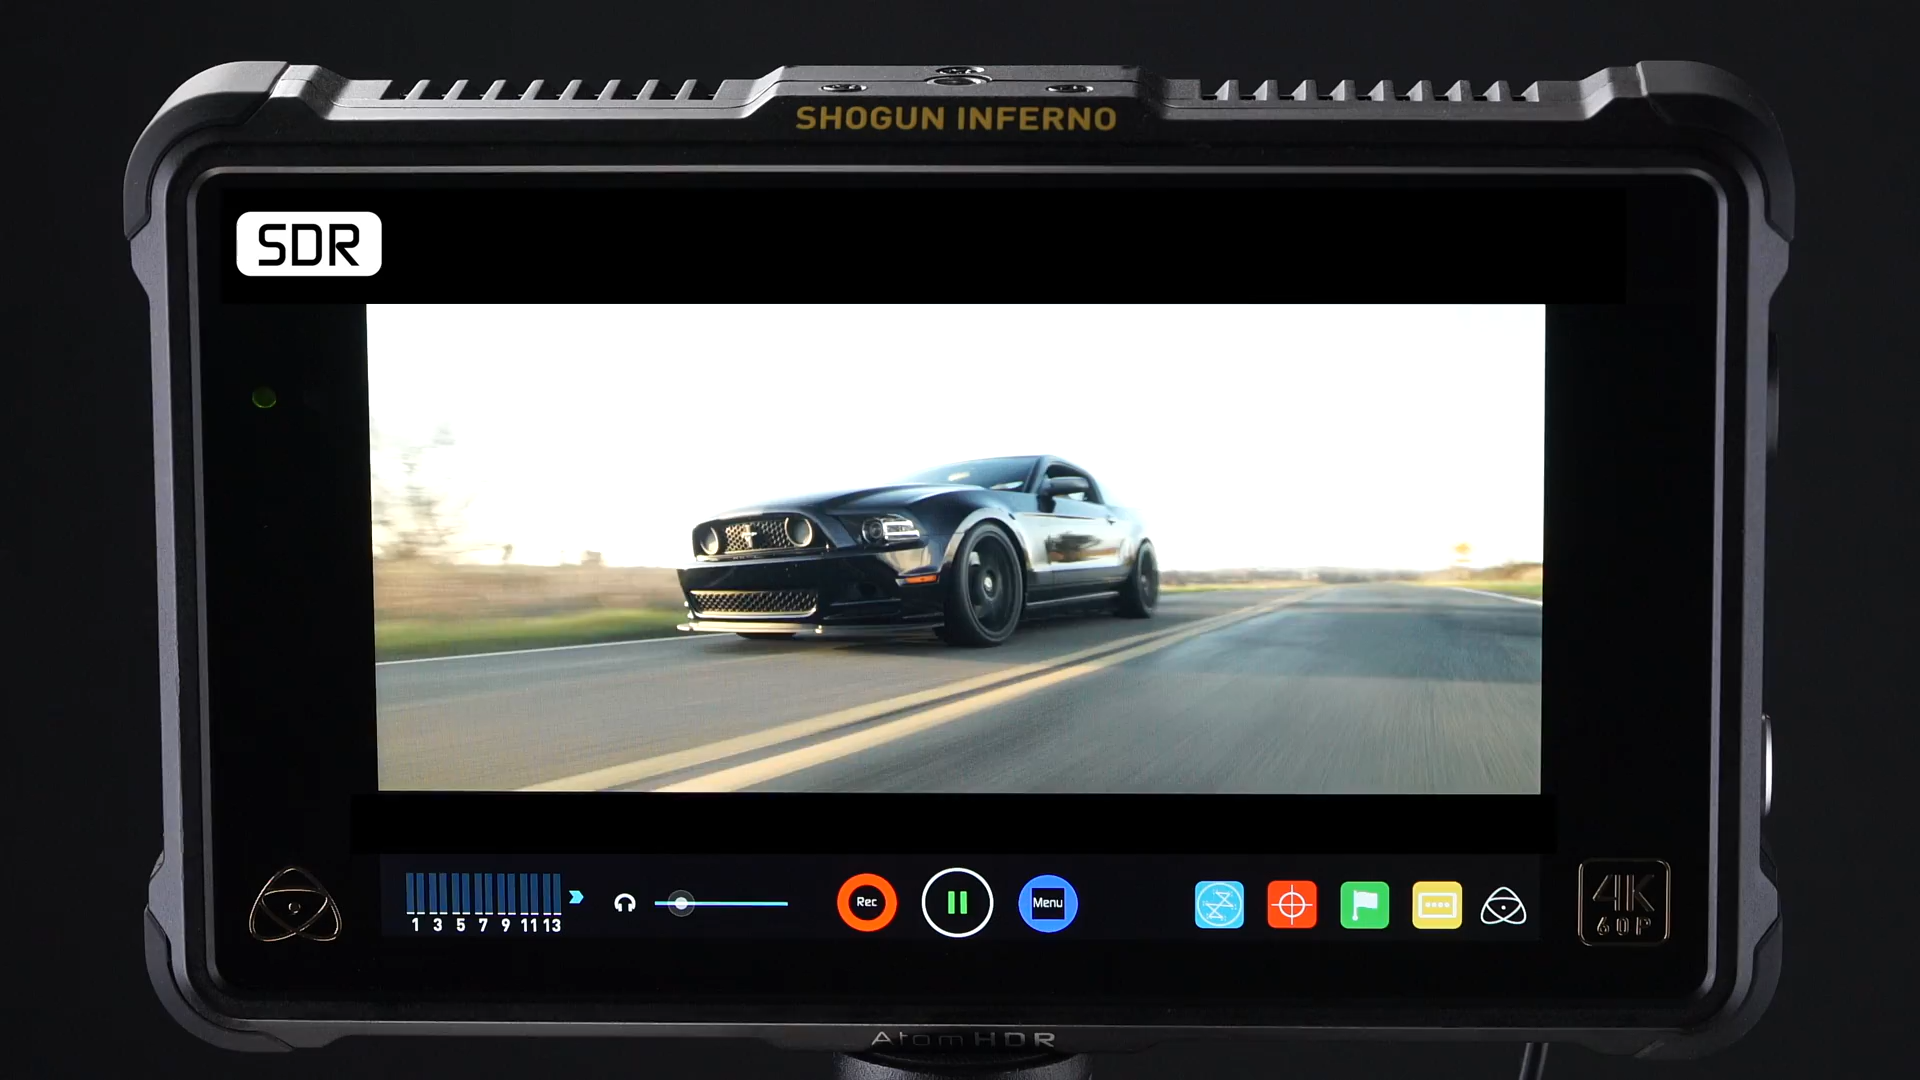 SHOGUN INFERNO
SDR
1 3 5 7 9 11 13
Rec
Menu
4K
60P
AtomHDR